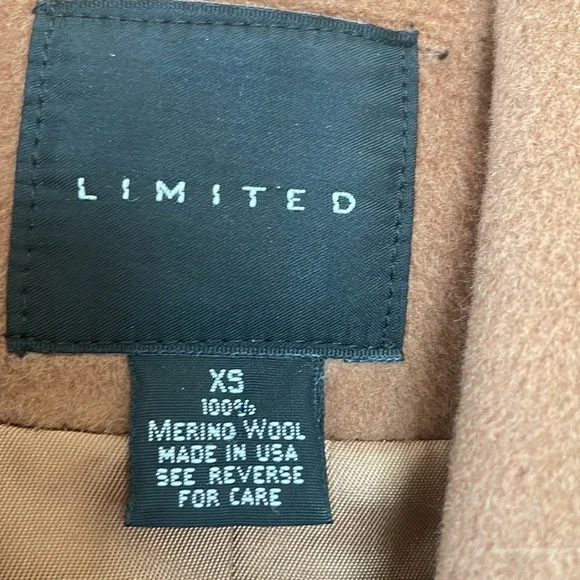 LIMITED
XS
100%
MERINO WOOL
MADE IN USA
SEE REVERSE
FOR CARE